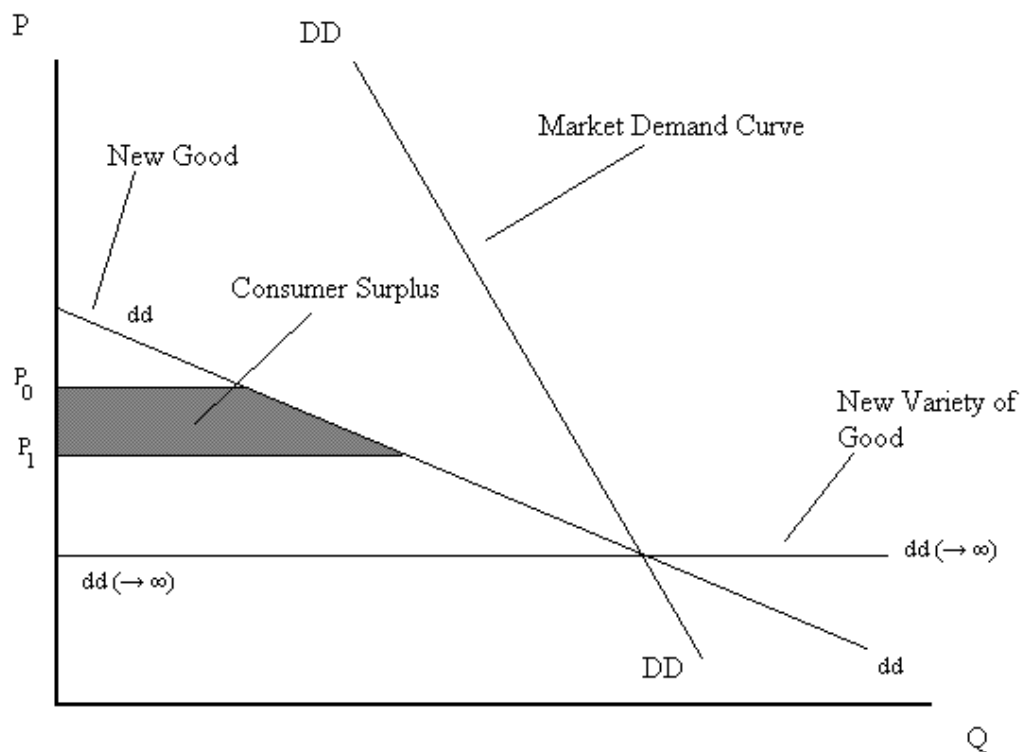 P
DD
Market Demand Curve
New Good
Consumer Surplus
dd
P0
New Variety of
Good
P1
dd (→ ∞)
dd (→ ∞)
DD
dd
Q